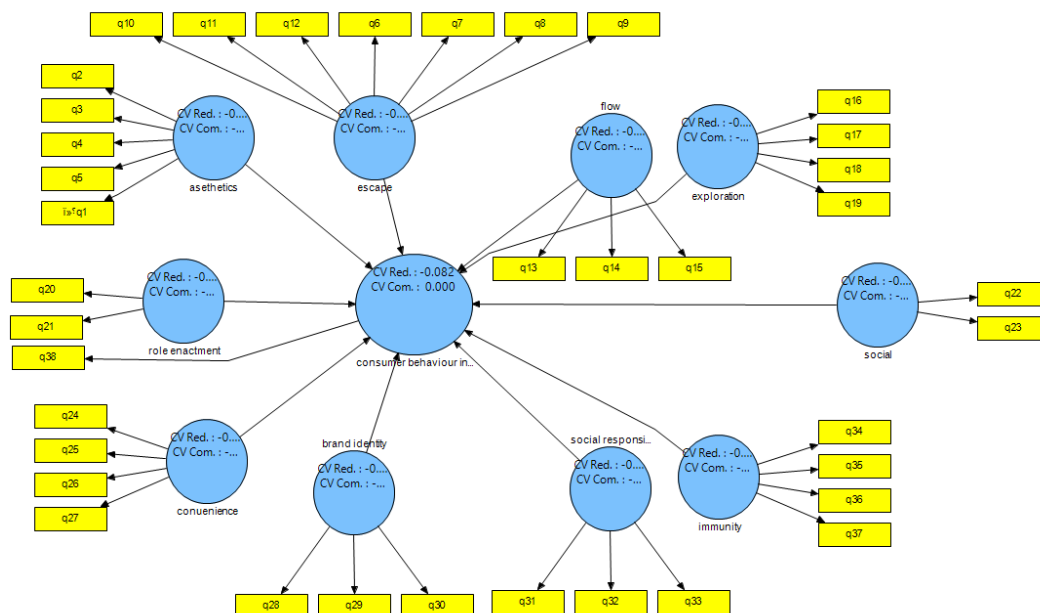 q10
q11
q12
q6
q7
q8
q9
q2
q3
q4
q5
ï»¿q1
CV Red. : -0....
CV Com. : -...
asethetics
CV Red. : -0....
CV Com. : -...
escape
flow
CV Red. : -0....
CV Com. : -...
q13
q14
q15
CV Red. : -0....
CV Com. : -...
exploration
q16
q17
q18
q19
q20
q21
q38
CV Red. : -0....
CV Com. : -...
role enactment
CV Red. : -0.082
CV Com. : 0.000
consumer behaviour in...
CV Red. : -0....
CV Com. : -...
social
q22
q23
q24
q25
q26
q27
CV Red. : -0....
CV Com. : -...
conuenience
brand identity
CV Red. : -0....
CV Com. : -...
q28
q29
q30
social responsi...
CV Red. : -0....
CV Com. : -...
q31
q32
q33
CV Red. : -0....
CV Com. : -...
immunity
q34
q35
q36
q37